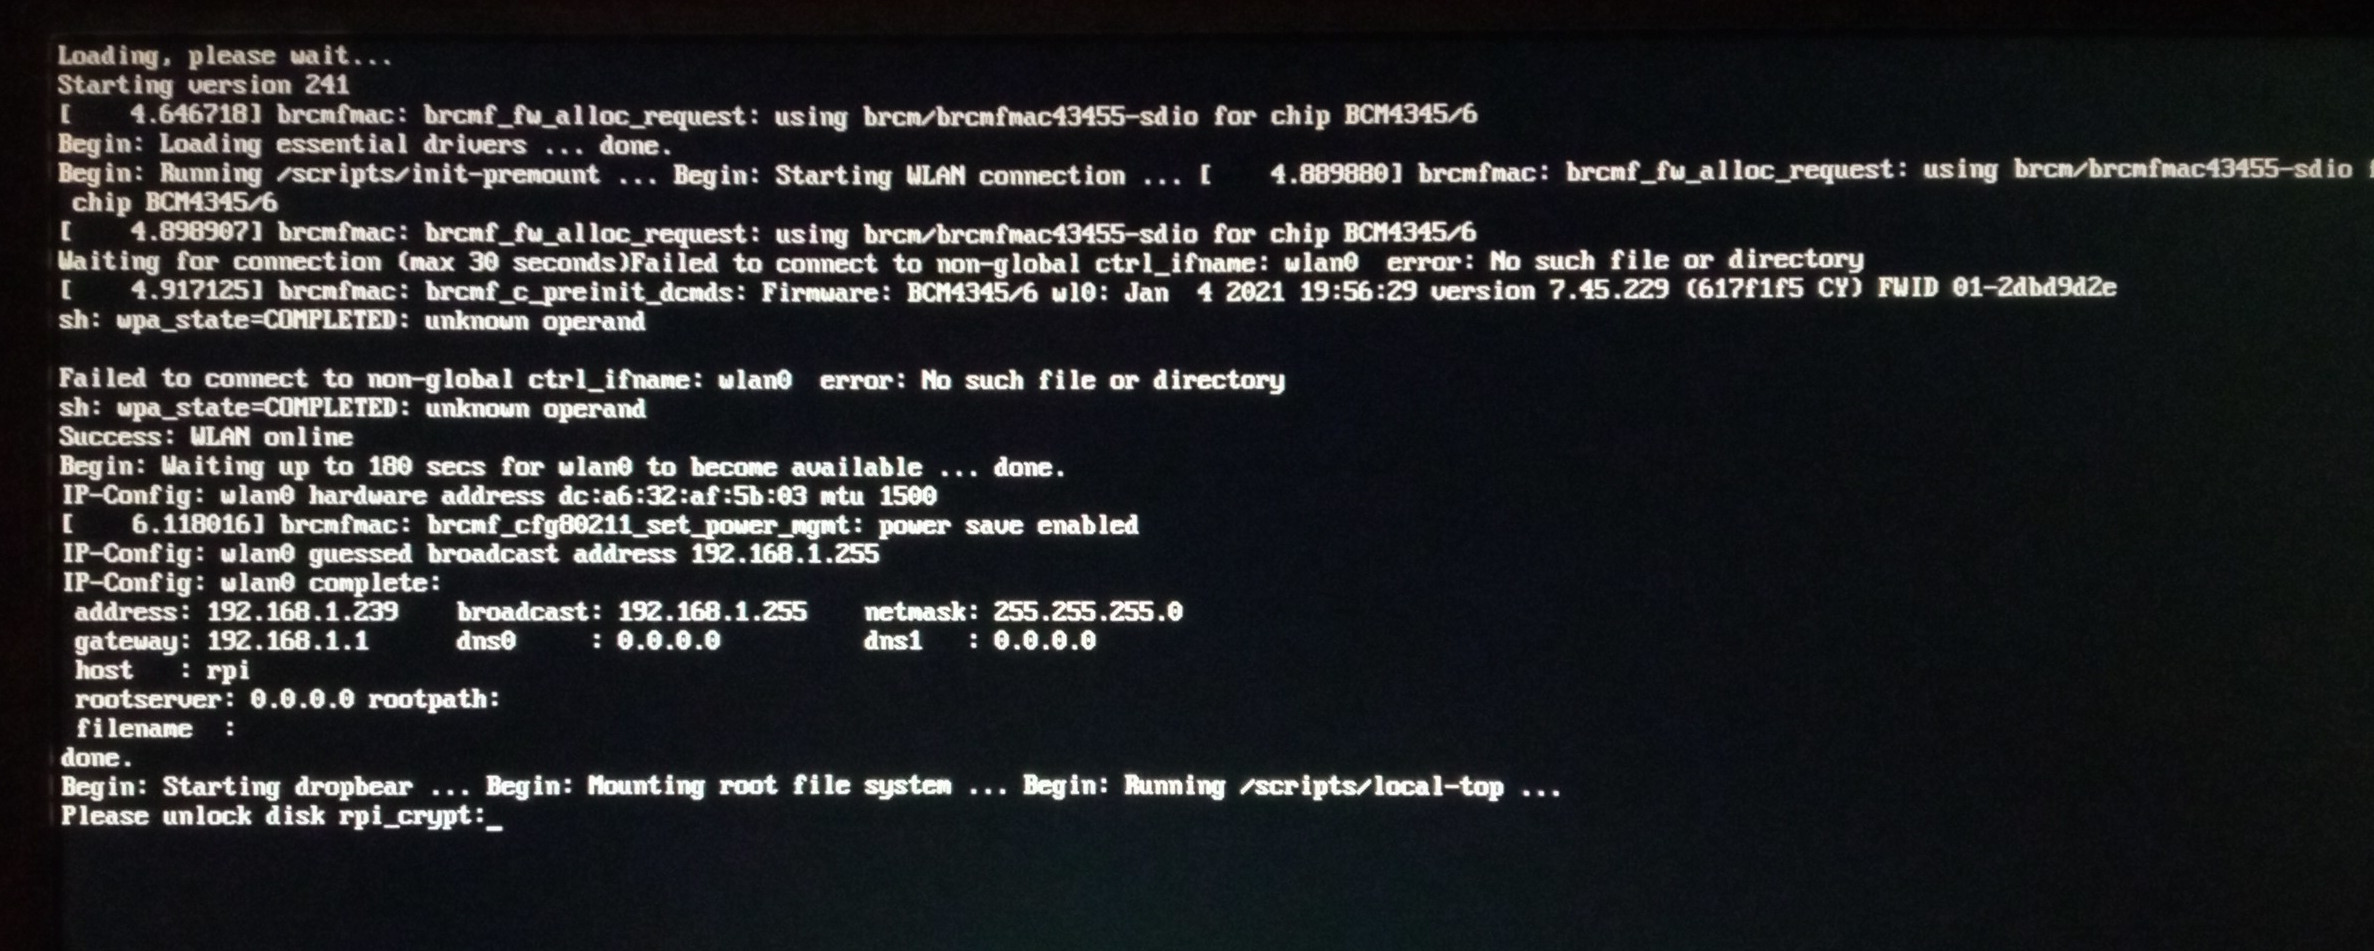 Loading, please wait...
Starting version 241
[    4.646718] brcmfmac: brcmf_fw_alloc_request: using brcm/brcmfmac43455-sdio for chip BCM4345/6
Begin: Loading essential drivers ... done.
Begin: Running /scripts/init-premount ... Begin: Starting WLAN connection ... [    4.889880] brcmfmac: brcmf_fw_alloc_request: using brcm/brcmfmac43455-sdio
 chip BCM4345/6
[    4.898907] brcmfmac: brcmf_fw_alloc_request: using brcm/brcmfmac43455-sdio for chip BCM4345/6
Waiting for connection (max 30 seconds)Failed to connect to non-global ctrl_ifname: wlan0  error: No such file or directory
[    4.917125] brcmfmac: brcmf_c_preinit_dcmds: Firmware: BCM4345/6 wl0: Jan  4 2021 19:56:29 version 7.45.229 (617f1f5 CY) FWID 01-2dbd9d2e
sh: wpa_state=COMPLETED: unknown operand
Failed to connect to non-global ctrl_ifname: wlan0  error: No such file or directory
sh: wpa_state=COMPLETED: unknown operand
Success: WLAN online
Begin: Waiting up to 180 secs for wlan0 to become available ... done.
IP-Config: wlan0 hardware address dc:a6:32:af:5b:03 mtu 1500
[    6.118016] brcmfmac: brcmf_cfg80211_set_power_mgmt: power save enabled
IP-Config: wlan0 guessed broadcast address 192.168.1.255
IP-Config: wlan0 complete:
 address: 192.168.1.239    broadcast: 192.168.1.255    netmask: 255.255.255.0
 gateway: 192.168.1.1      dns0     : 0.0.0.0          dns1   : 0.0.0.0
 host   : rpi
 rootserver: 0.0.0.0 rootpath:
 filename  :
done.
Begin: Starting dropbear ... Begin: Mounting root file system ... Begin: Running /scripts/local-top ...
Please unlock disk rpi_crypt:_